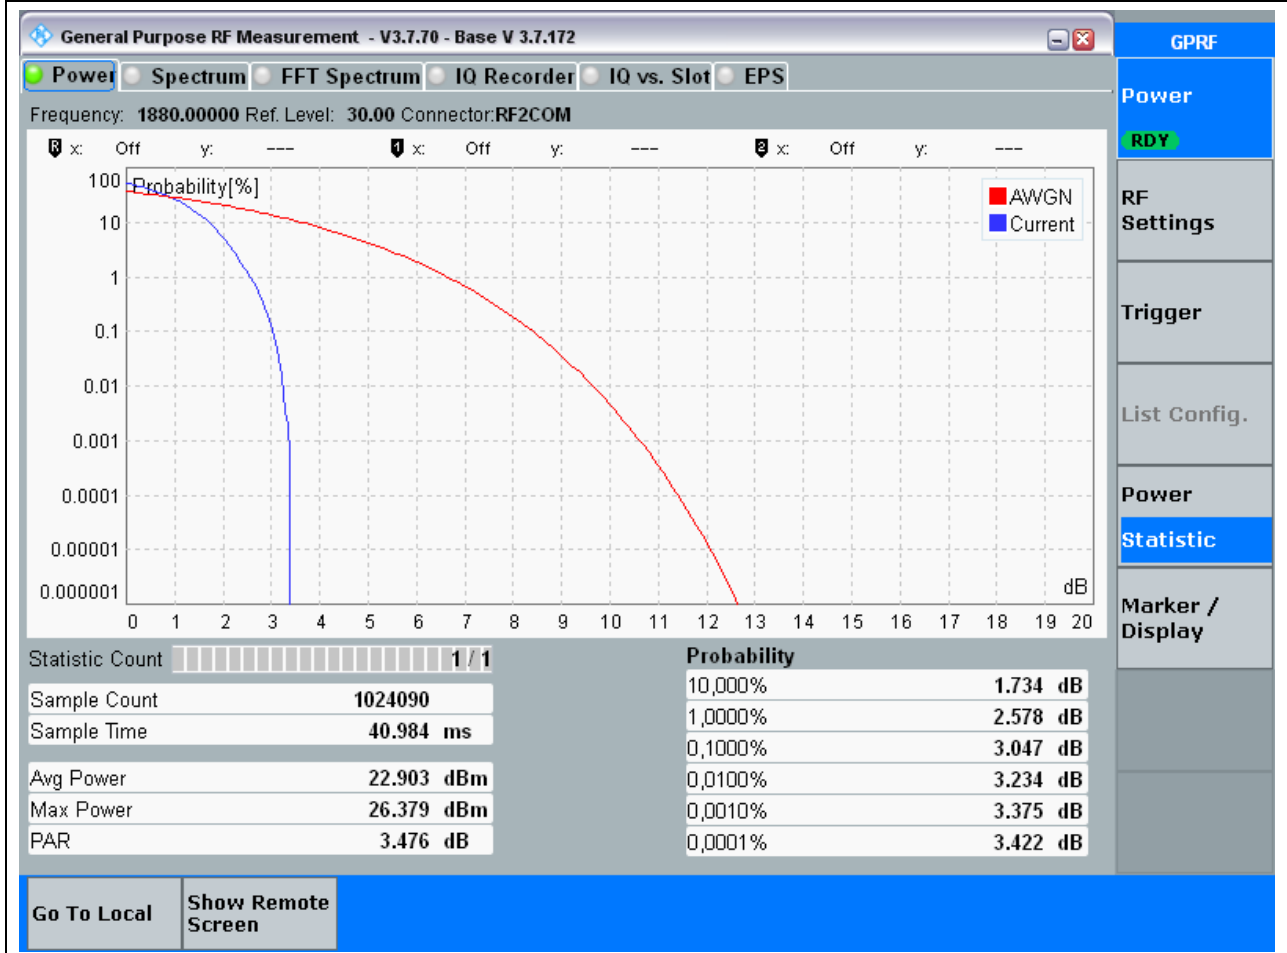 General Purpose RF Measurement - V3.7.70 - Base V 3.7.172
GPRF
Power Spectrum FFT Spectrum IQ Recorder IQ vs. Slot EPS
Frequency: 1880.00000 Ref. Level: 30.00 Connector:RF2COM
R x: Off y: --- 1 x: Off y: --- 2 x: Off y: ---
Probability[%]
AWGN
Current
100
10
1
0.1
0.01
0.001
0.0001
0.00001
0.000001
dB
0 1 2 3 4 5 6 7 8 9 10 11 12 13 14 15 16 17 18 19 20
Statistic Count 1 / 1
Sample Count 1024090
Sample Time 40.984 ms
Avg Power 22.903 dBm
Max Power 26.379 dBm
PAR 3.476 dB
Probability
10,000% 1.734 dB
1,0000% 2.578 dB
0,1000% 3.047 dB
0,0100% 3.234 dB
0,0010% 3.375 dB
0,0001% 3.422 dB
Power
RDY
RF
Settings
Trigger
List Config.
Power
Statistic
Marker /
Display
Go To Local
Show Remote
Screen